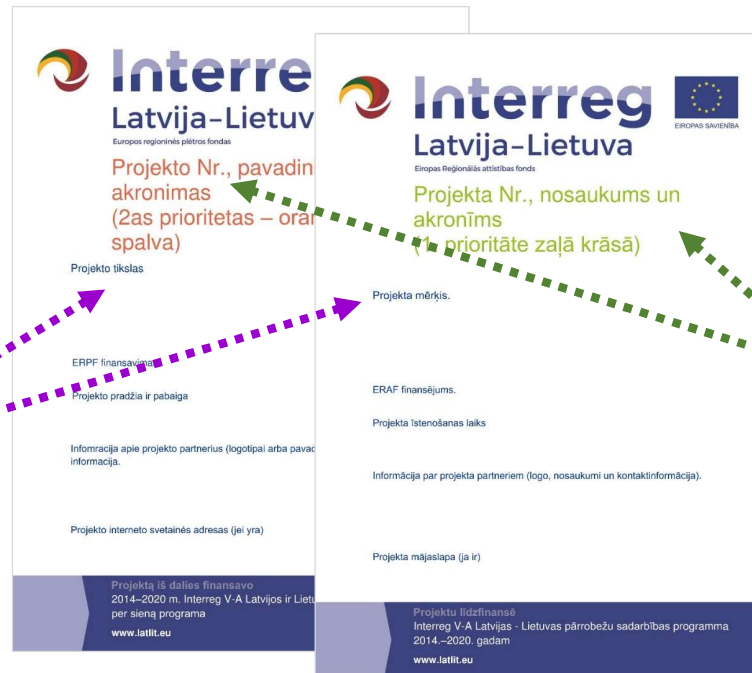 Interre
Latvija–Lietuv
Europos regioninės plėtros fondas
Projekto Nr., pavadin
akronimas
(2as prioritetas – oran
spalva)
Projekto tikslas
ERPF finansavimas
Projekto pradžia ir pabaiga
Infomracija apie projekto partnerius (logotipai arba pavad
informacija.
Projekto interneto svetainės adresas (jei yra)
Projektą iš dalies finansavo
2014–2020 m. Interreg V-A Latvijos ir Lietu
per sieną programa
www.latlit.eu
Interreg
EIROPAS SAVIENĪBA
Latvija–Lietuva
Eiropas Reģionālās attīstības fonds
Projekta Nr., nosaukums un
akronīms
(1. prioritāte zaļā krāsā)
Projekta mērķis.
ERAF finansējums.
Projekta īstenošanas laiks
Informācija par projekta partneriem (logo, nosaukumi un kontaktinformācija).
Projekta mājaslapa (ja ir)
Projektu līdzfinansē
Interreg V-A Latvijas - Lietuvas pārrobežu sadarbības programma
2014.–2020. gadam
www.latlit.eu